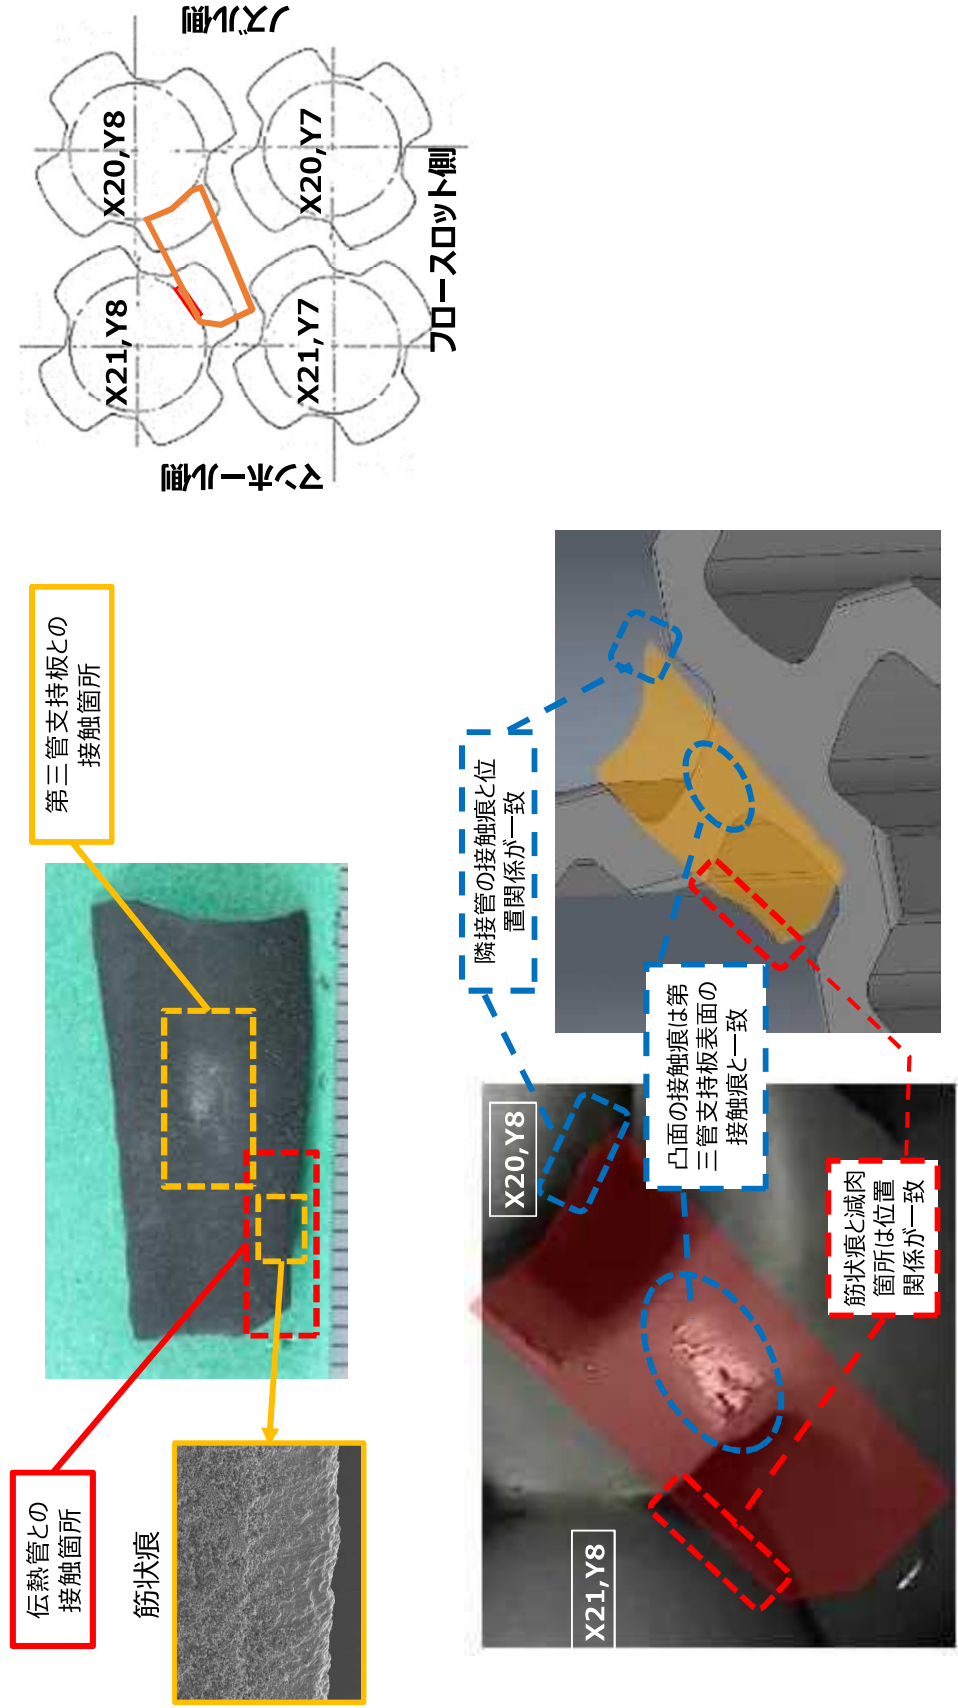 伝熱管との
接触箇所
第三管支持板との
接触箇所
筋状痕
マンホール側
ノズル側
X21,Y8
X20,Y8
X21,Y7
X20,Y7
フロースロット側
隣接管の接触痕と位
置関係が一致
X20,Y8
X21,Y8
凸面の接触痕は第
三管支持板表面の
接触痕と一致
筋状痕と減肉
箇所は位置
関係が一致